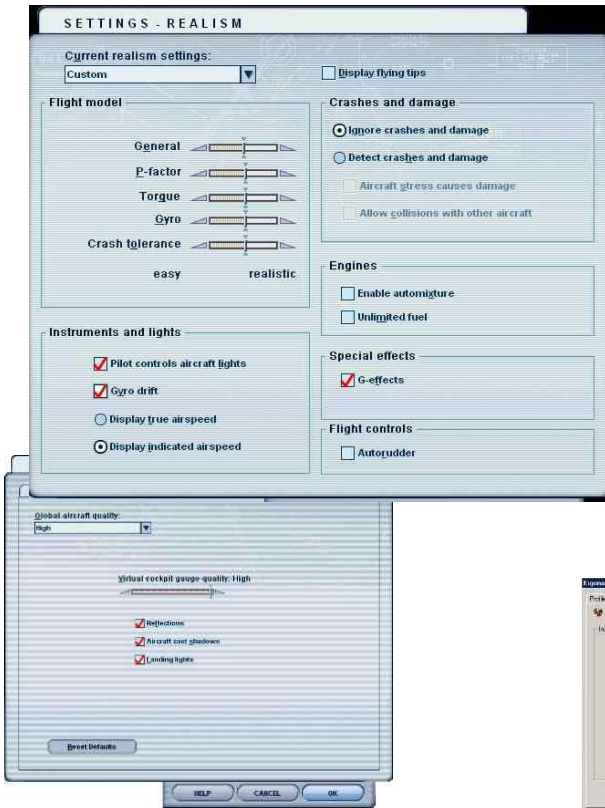 SETTINGS - REALISM
Current realism settings:
Custom
Display flying tips
Flight model
General
P-factor
Torque
Gyro
Crash tolerance
easy realistic
Crashes and damage
Ignore crashes and damage
Detect crashes and damage
Aircraft stress causes damage
Allow collisions with other aircraft
Engines
Enable automixture
Unlimited fuel
Instruments and lights
Pilot controls aircraft lights
Gyro drift
Display true airspeed
Display indicated airspeed
Special effects
G-effects
Flight controls
Autorudder
Global aircraft quality:
High
Virtual cockpit gauge quality: High
Reflections
Aircraft cast shadows
Landing lights
Reset Defaults
HELP CANCEL OK